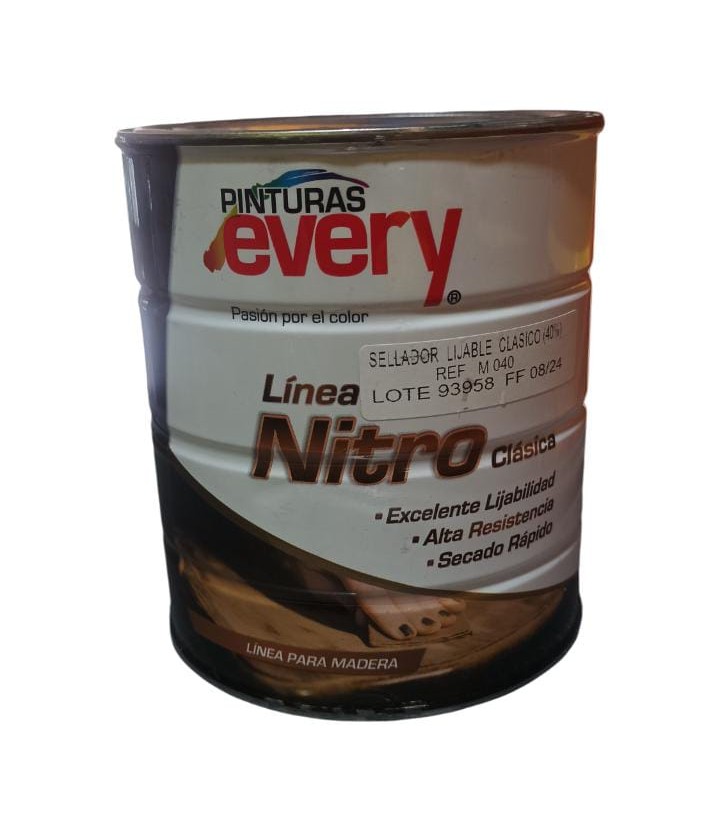 PINTURAS
every®
Pasión por el color
SELLADOR LIJABLE CLASICO (40%)
REF M 040
LOTE 93958 FF 08/24
Línea
Nitro Clásica
▪ Excelente Lijabilidad
▪ Alta Resistencia
▪ Secado Rápido
LÍNEA PARA MADERA